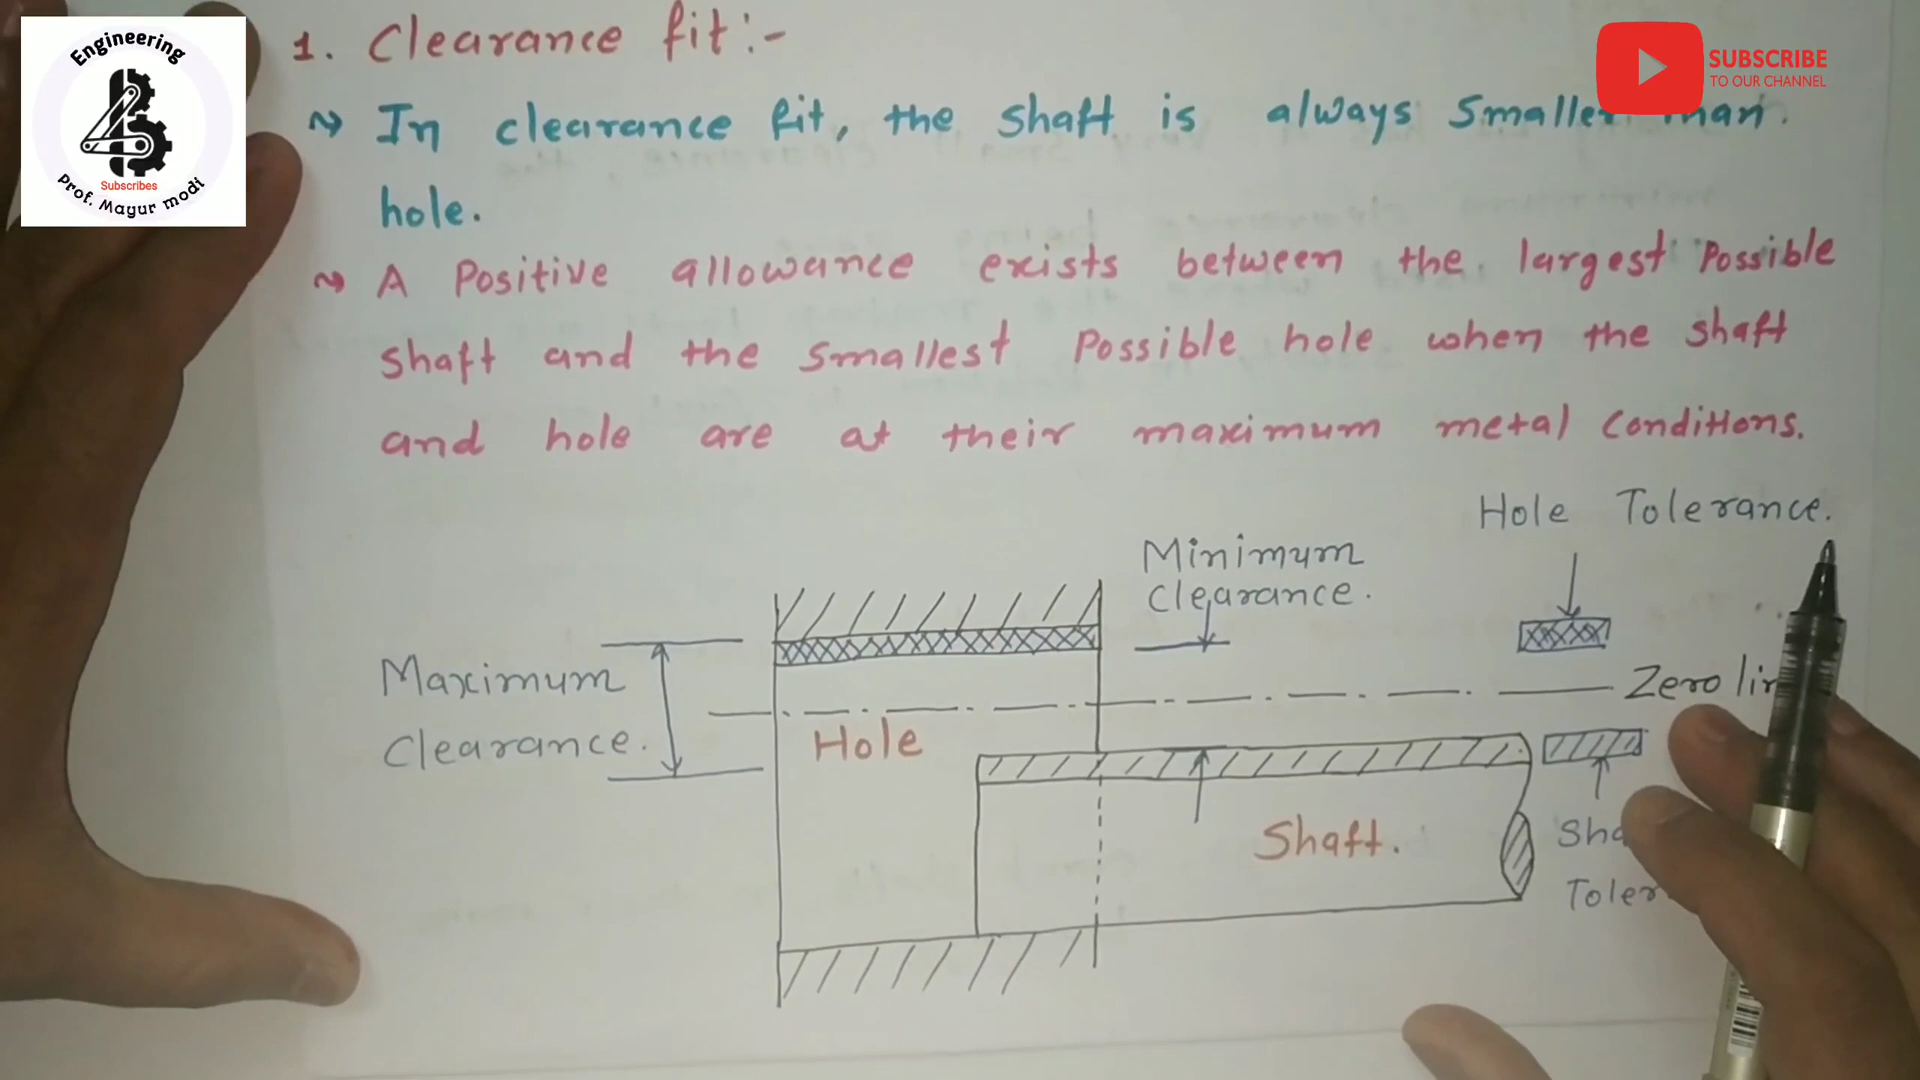 Engineering
Subscribes
Prof. Mayur modi
SUBSCRIBE
TO OUR CHANNEL
1. Clearance fit :-
In clearance fit, the shaft is always smaller than
hole.
A Positive allowance exists between the largest Possible
shaft and the smallest Possible hole when the shaft
and hole are at their maximum metal conditions.
Hole Tolerance.
Minimum
Clearance.
Maximum
Clearance.
Zero
Hole
Shaft.